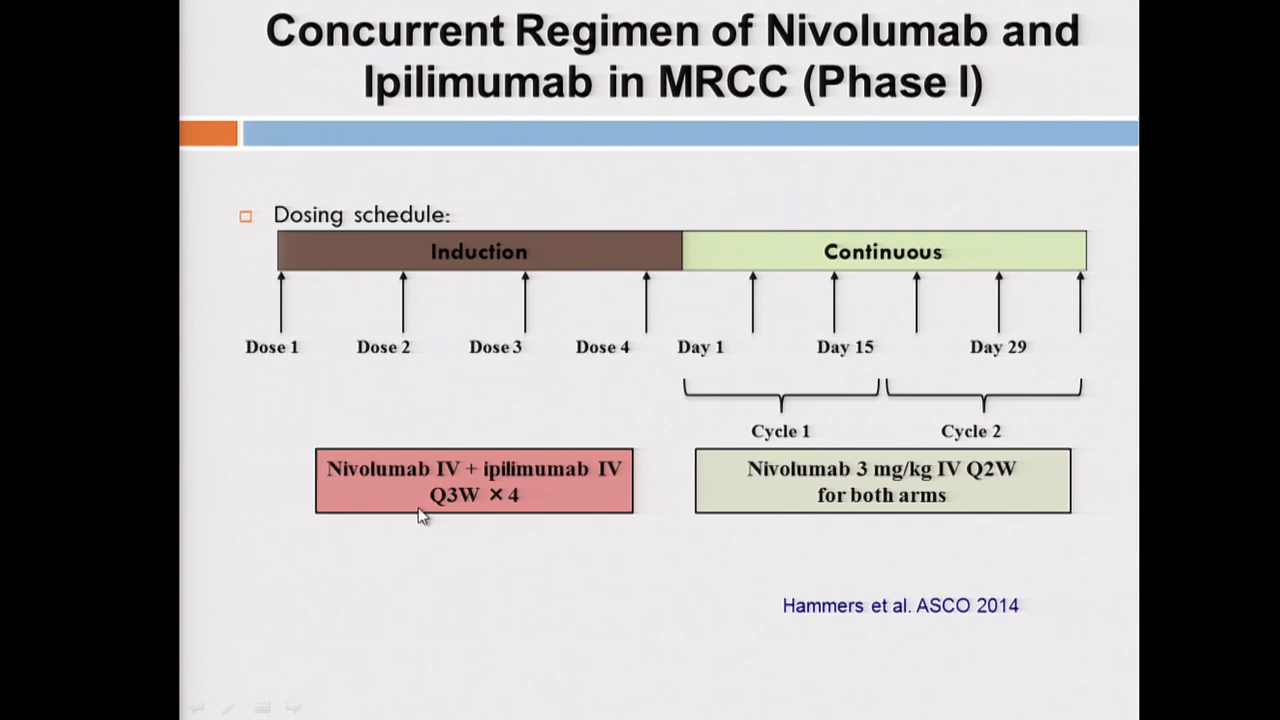 Concurrent Regimen of Nivolumab and
Ipilimumab in MRCC (Phase I)
Dosing schedule:
Induction
Continuous
Dose 1
Dose 2
Dose 3
Dose 4
Day 1
Day 15
Day 29
Cycle 1
Cycle 2
Nivolumab IV + ipilimumab IV
Q3W × 4
Nivolumab 3 mg/kg IV Q2W
for both arms
Hammers et al. ASCO 2014